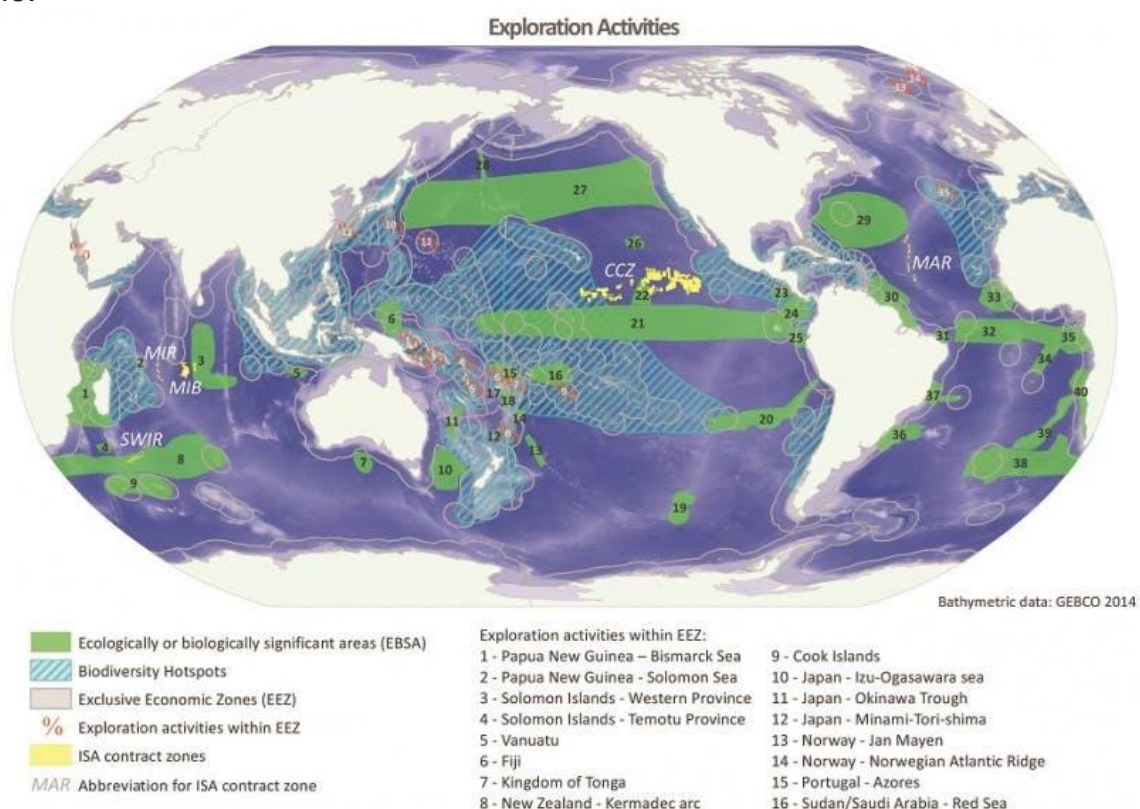 Exploration Activities
28
27
29
12
10
26
CCZ
MAR
22
23
30
33
6
24
21
31
32
35
25
MIR
2
3
34
MIB
5
15
16
1
17
18
37
40
20
11
14
4
SWIR
12
36
39
13
8
7
10
38
9
19
Bathymetric data: GEBCO 2014
Ecologically or biologically significant areas (EBSA)
Biodiversity Hotspots
Exclusive Economic Zones (EEZ)
% Exploration activities within EEZ
ISA contract zones
MAR Abbreviation for ISA contract zone
Exploration activities within EEZ:
1 - Papua New Guinea – Bismarck Sea
2 - Papua New Guinea - Solomon Sea
3 - Solomon Islands - Western Province
4 - Solomon Islands - Temotu Province
5 - Vanuatu
6 - Fiji
7 - Kingdom of Tonga
8 - New Zealand - Kermadec arc
9 - Cook Islands
10 - Japan - Izu-Ogasawara sea
11 - Japan - Okinawa Trough
12 - Japan - Minami-Tori-shima
13 - Norway - Jan Mayen
14 - Norway - Norwegian Atlantic Ridge
15 - Portugal - Azores
16 - Sudan/Saudi Arabia - Red Sea